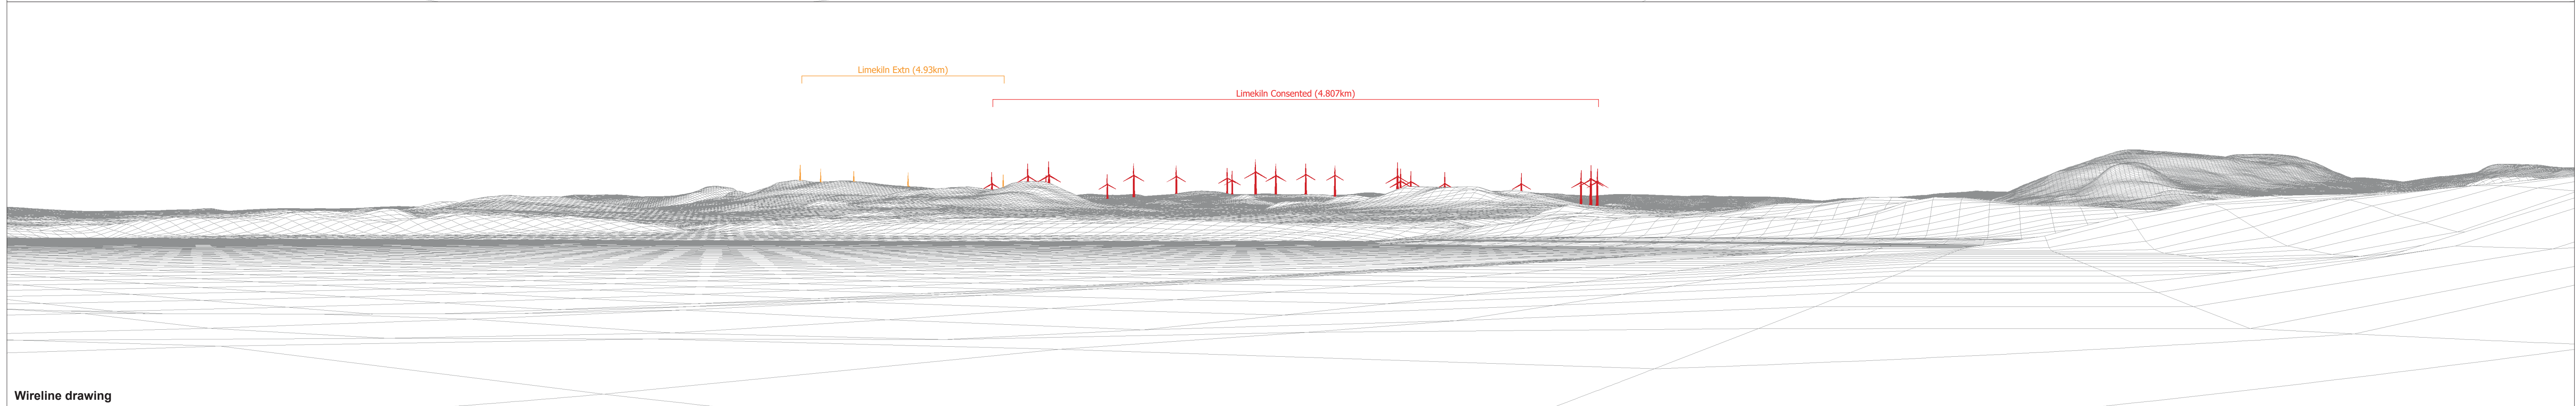 Limekiln Extn (4.93km)
Limekiln Consented (4.807km)
Wireline drawing